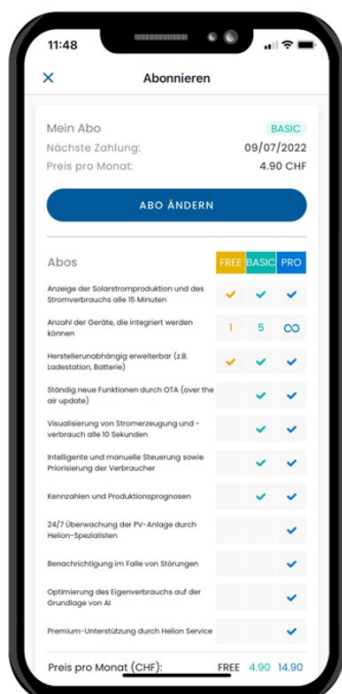 11:48
Abonnieren
Mein Abo BASIC
Nächste Zahlung: 09/07/2022
Preis pro Monat: 4.90 CHF
ABO ÄNDERN
Abos FREE BASIC PRO
Anzeige der Solarstromproduktion und des
Stromverbrauchs alle 15 Minuten
Anzahl der Geräte, die integriert werden 1 5 ∞
können
Herstellerunabhängig erweiterbar (z.B.
Ladestation, Batterie)
Ständig neue Funktionen durch OTA (over the
air update)
Visualisierung von Stromerzeugung und -
verbrauch alle 10 Sekunden
Intelligente und manuelle Steuerung sowie
Priorisierung der Verbraucher
Kennzahlen und Produktionsprognosen
24/7 Überwachung der PV-Anlage durch
Helion-Spezialisten
Benachrichtigung im Falle von Störungen
Optimierung des Eigenverbrauchs auf der
Grundlage von AI
Premium-Unterstützung durch Helion Service
Preis pro Monat (CHF): FREE 4.90 14.90